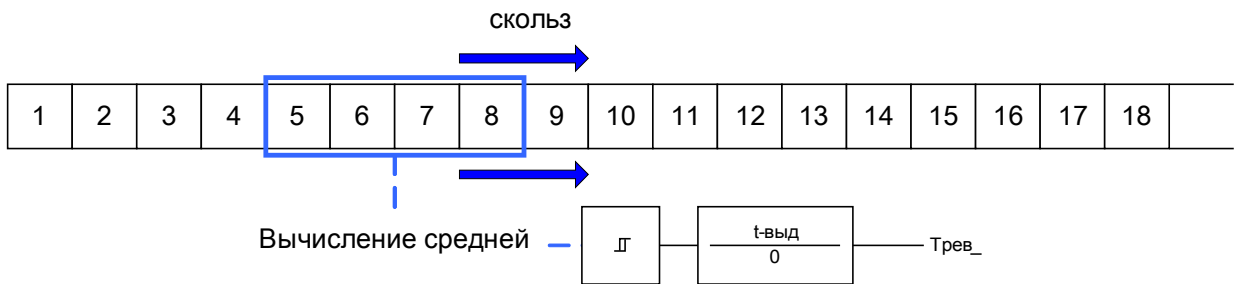 скольз
1 2 3 4 5 6 7 8 9 10 11 12 13 14 15 16 17 18
Вычисление средней
t-выд
0
Трев_